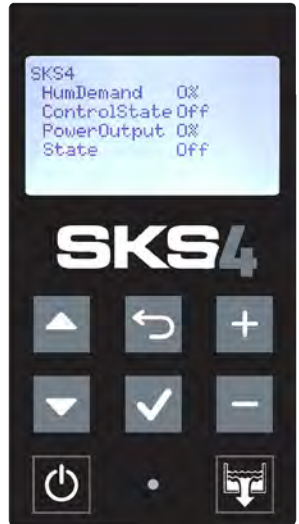 SKS4
HumDemand 0%
ControlState Off
PowerOutput 0%
State Off
SKS4